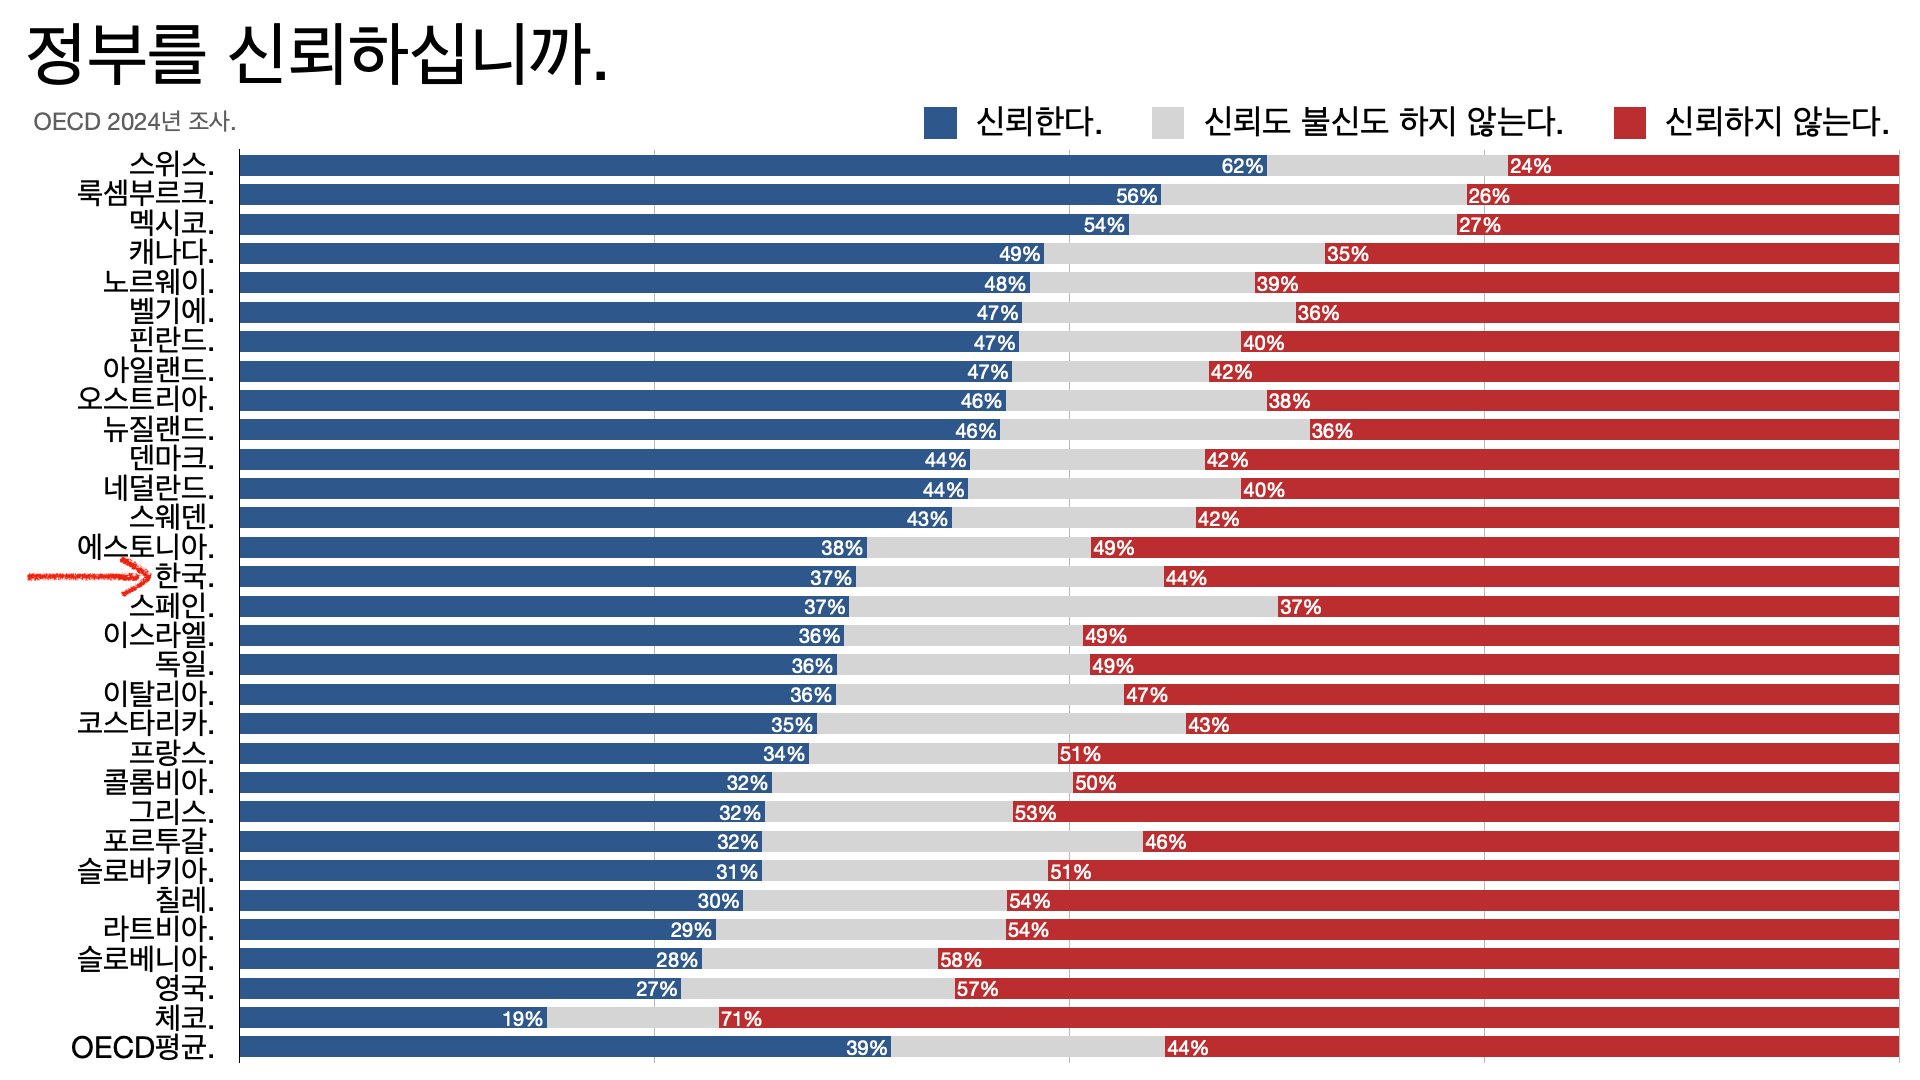 정부를 신뢰하십니까.
OECD 2024년 조사.
신뢰한다. 신뢰도 불신도 하지 않는다. 신뢰하지 않는다.
스위스. 62% 24%
룩셈부르크. 56% 26%
멕시코. 54% 27%
캐나다. 49% 35%
노르웨이. 48% 39%
벨기에. 47% 36%
핀란드. 47% 40%
아일랜드. 47% 42%
오스트리아. 46% 38%
뉴질랜드. 46% 36%
덴마크. 44% 42%
네덜란드. 44% 40%
스웨덴. 43% 42%
에스토니아. 38% 49%
한국. 37% 44%
스페인. 37% 37%
이스라엘. 36% 49%
독일. 36% 49%
이탈리아. 36% 47%
코스타리카. 35% 43%
프랑스. 34% 51%
콜롬비아. 32% 50%
그리스. 32% 53%
포르투갈. 32% 46%
슬로바키아. 31% 51%
칠레. 30% 54%
라트비아. 29% 54%
슬로베니아. 28% 58%
영국. 27% 57%
체코. 19% 71%
OECD평균. 39% 44%